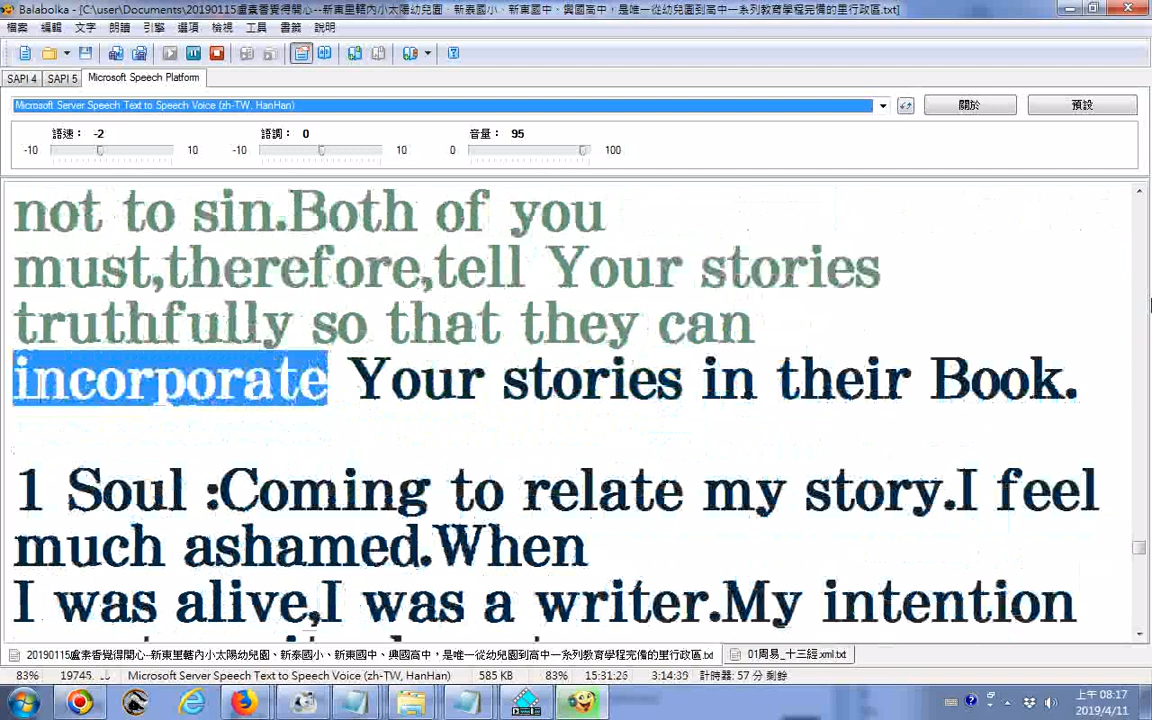 Balabolka - [C:\user\Documents\20190115盧素香覺得開心--新東里轄內小太陽幼兒園、新泰國小、新東國中、興國高中，是唯一從幼兒園到高中一系列教育學程完備的里行政區.txt]
檔案 編輯 文字 朗讀 引擎 選項 檢視 工具 書籤 說明
SAPI 4 SAPI 5 Microsoft Speech Platform
Microsoft Server Speech Text to Speech Voice (zh-TW, HanHan) 關於 預設
語速： -2 語調： 0 音量： 95
-10 10 -10 10 0 100
not to sin.Both of you
must,therefore,tell Your stories
truthfully so that they can
incorporate Your stories in their Book.
1 Soul :Coming to relate my story.I feel
much ashamed.When
I was alive,I was a writer.My intention
20190115盧素香覺得開心--新東里轄內小太陽幼兒園、新泰國小、新東國中、興國高中，是唯一從幼兒園到高中一系列教育學程完備的里行政區.txt 01周易_十三經.xml.txt
83% Microsoft Server Speech Text to Speech Voice (zh-TW, HanHan) 585 KB 83% 15:31:26 3:14:39 計時器: 57 分 剩餘
上午 08:17
2019/4/11